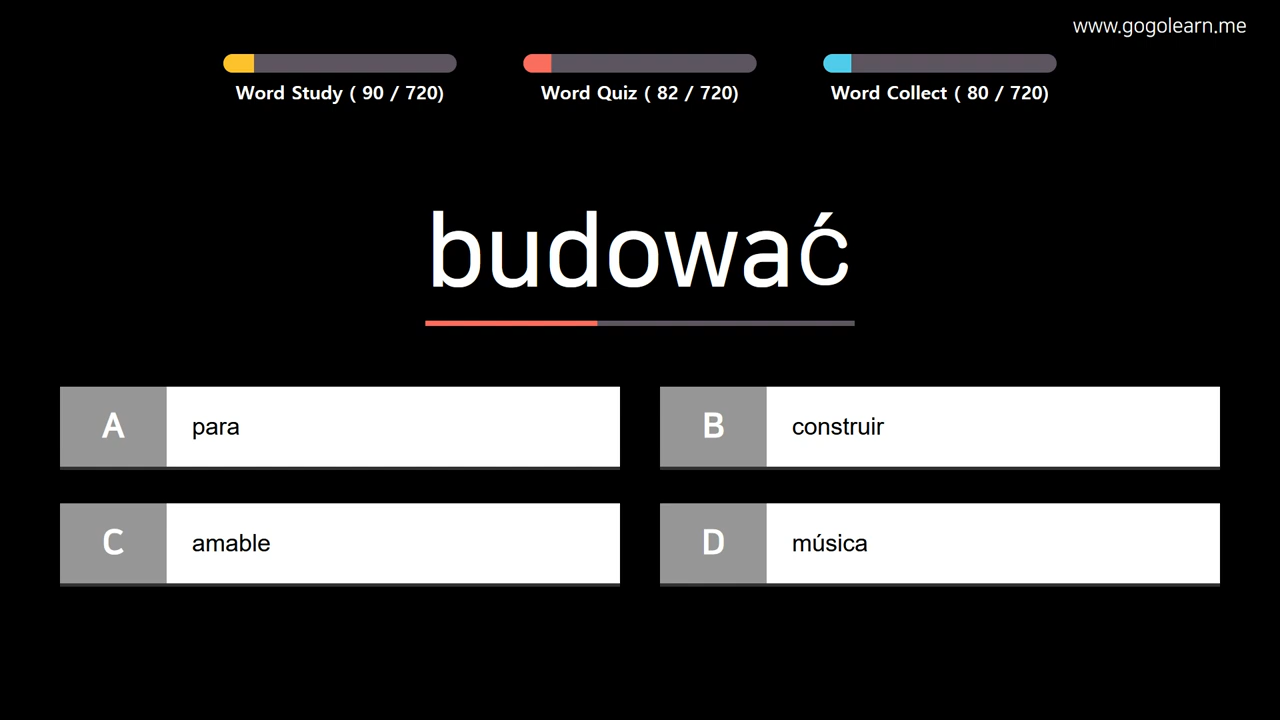 www.gogolearn.me
Word Study ( 90 / 720)
Word Quiz ( 82 / 720)
Word Collect ( 80 / 720)
budować
A para
B construir
C amable
D música